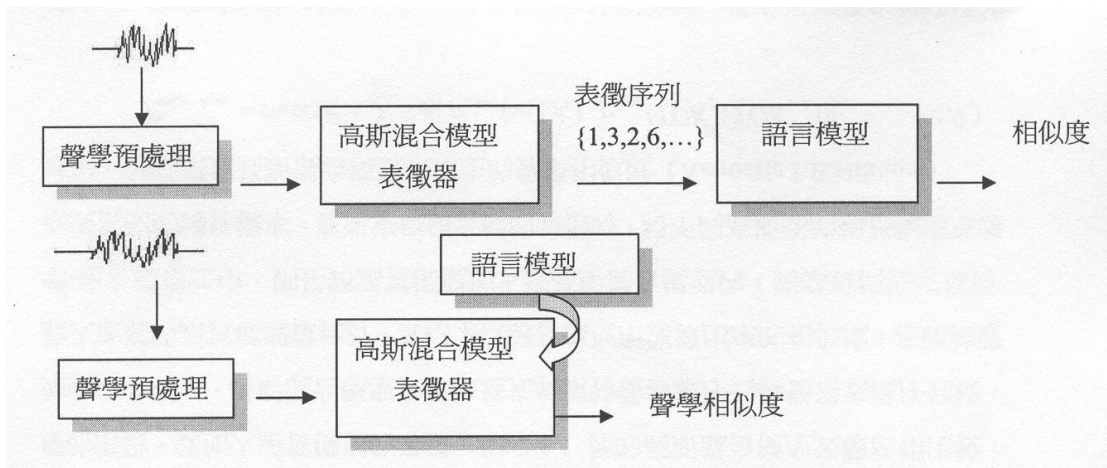 表徵序列
{1,3,2,6,…}
聲學預處理
高斯混合模型
表徵器
語言模型
相似度
語言模型
高斯混合模型
表徵器
聲學預處理
聲學相似度